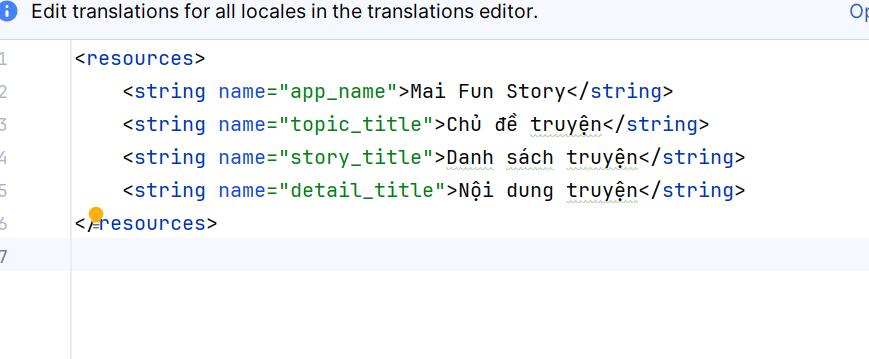 Edit translations for all locales in the translations editor.
1 <resources>
2 <string name="app_name">Mai Fun Story</string>
3 <string name="topic_title">Chủ đề truyện</string>
4 <string name="story_title">Danh sách truyện</string>
5 <string name="detail_title">Nội dung truyện</string>
6 </resources>
7